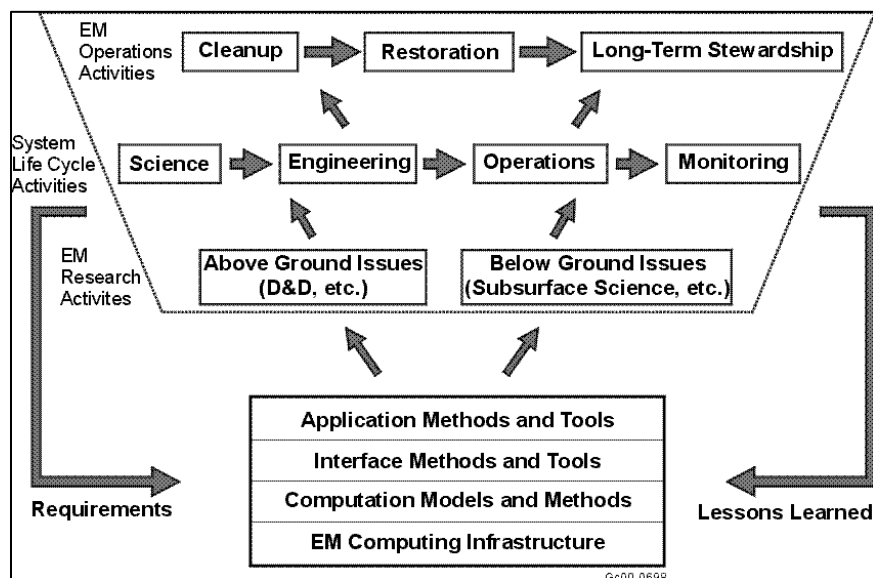 EM
Operations
Activities
Cleanup
Restoration
Long-Term Stewardship
System
Life Cycle
Activities
Science
Engineering
Operations
Monitoring
EM
Research
Activites
Above Ground Issues
(D&D, etc.)
Below Ground Issues
(Subsurface Science, etc.)
Application Methods and Tools
Interface Methods and Tools
Computation Models and Methods
EM Computing Infrastructure
Requirements
Lessons Learned